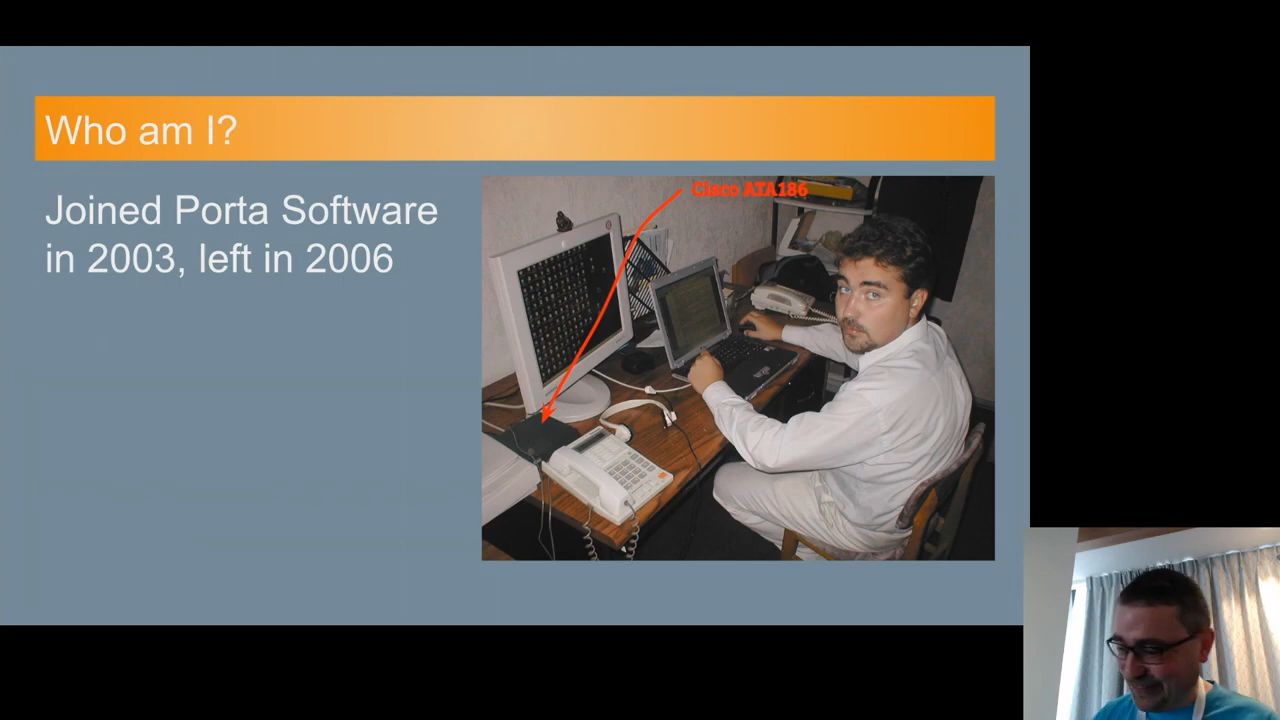 Who am I?
Joined Porta Software
in 2003, left in 2006
Cisco ATA186